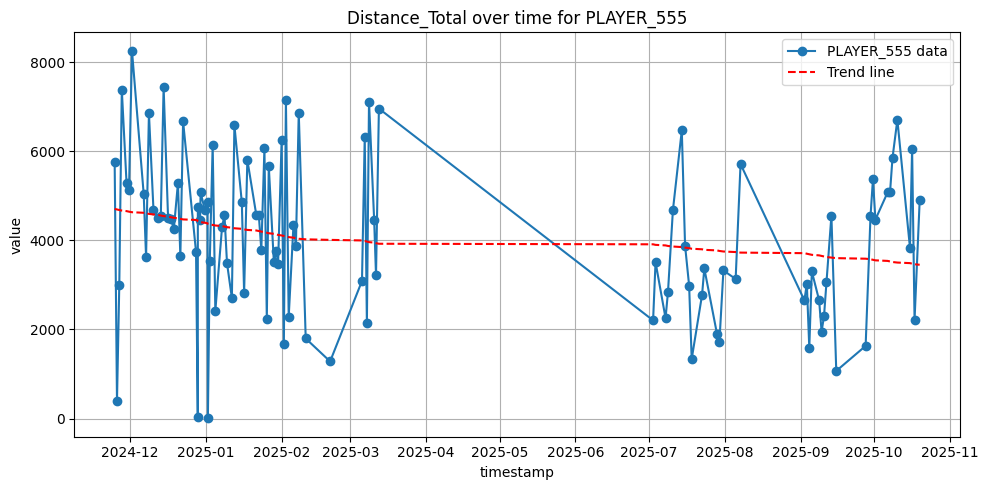 Distance_Total over time for PLAYER_555
PLAYER_555 data
Trend line
value
8000
6000
4000
2000
0
2024-12 2025-01 2025-02 2025-03 2025-04 2025-05 2025-06 2025-07 2025-08 2025-09 2025-10 2025-11
timestamp